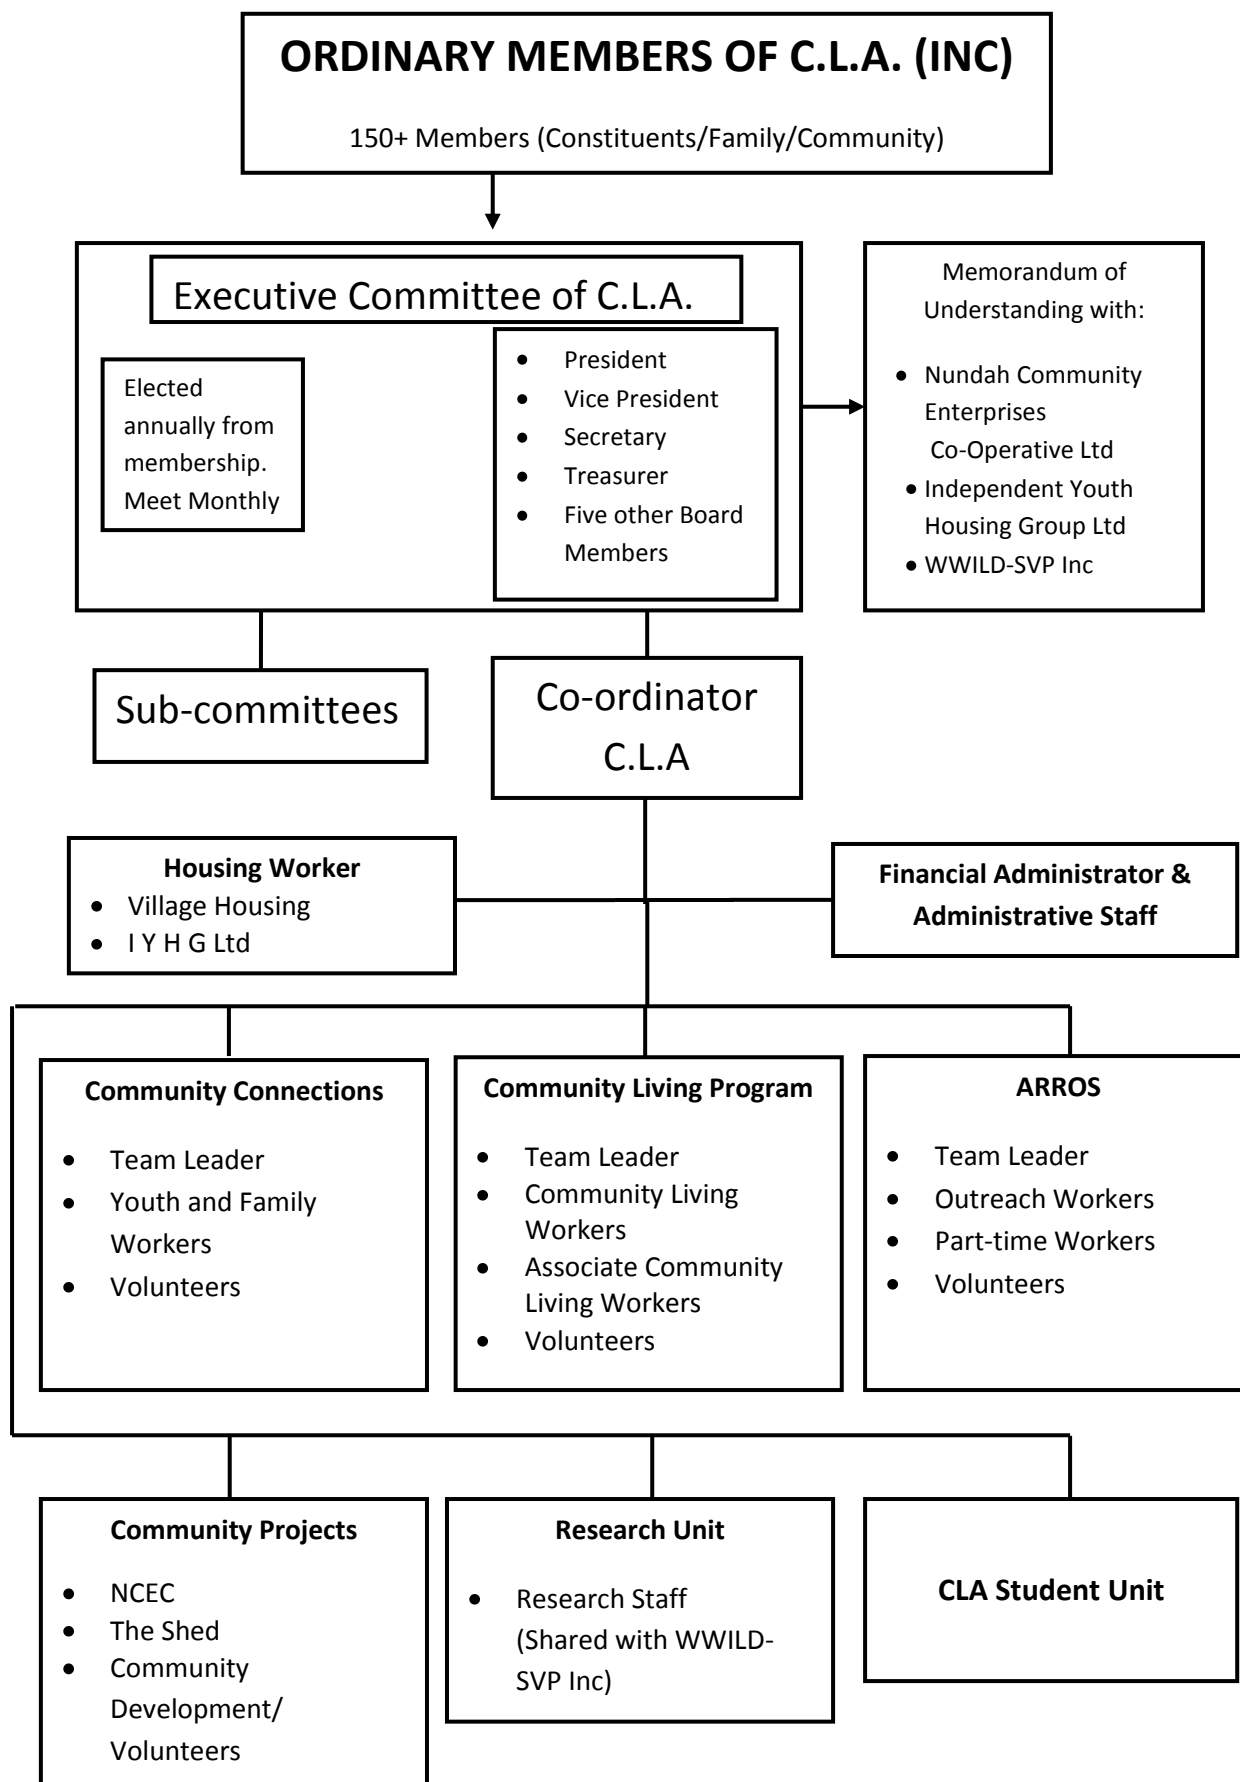 ORDINARY MEMBERS OF C.L.A. (INC)
150+ Members (Constituents/Family/Community)
Executive Committee of C.L.A.
Elected
annually from
membership.
Meet Monthly
• President
• Vice President
• Secretary
• Treasurer
• Five other Board
Members
Memorandum of
Understanding with:
• Nundah Community
Enterprises
Co-Operative Ltd
• Independent Youth
Housing Group Ltd
• WWILD-SVP Inc
Sub-committees
Co-ordinator
C.L.A
Housing Worker
• Village Housing
• I Y H G Ltd
Financial Administrator &
Administrative Staff
Community Connections
• Team Leader
• Youth and Family
Workers
• Volunteers
Community Living Program
• Team Leader
• Community Living
Workers
• Associate Community
Living Workers
• Volunteers
ARROS
• Team Leader
• Outreach Workers
• Part-time Workers
• Volunteers
Community Projects
• NCEC
• The Shed
• Community
Development/
Volunteers
Research Unit
• Research Staff
(Shared with WWILD-
SVP Inc)
CLA Student Unit